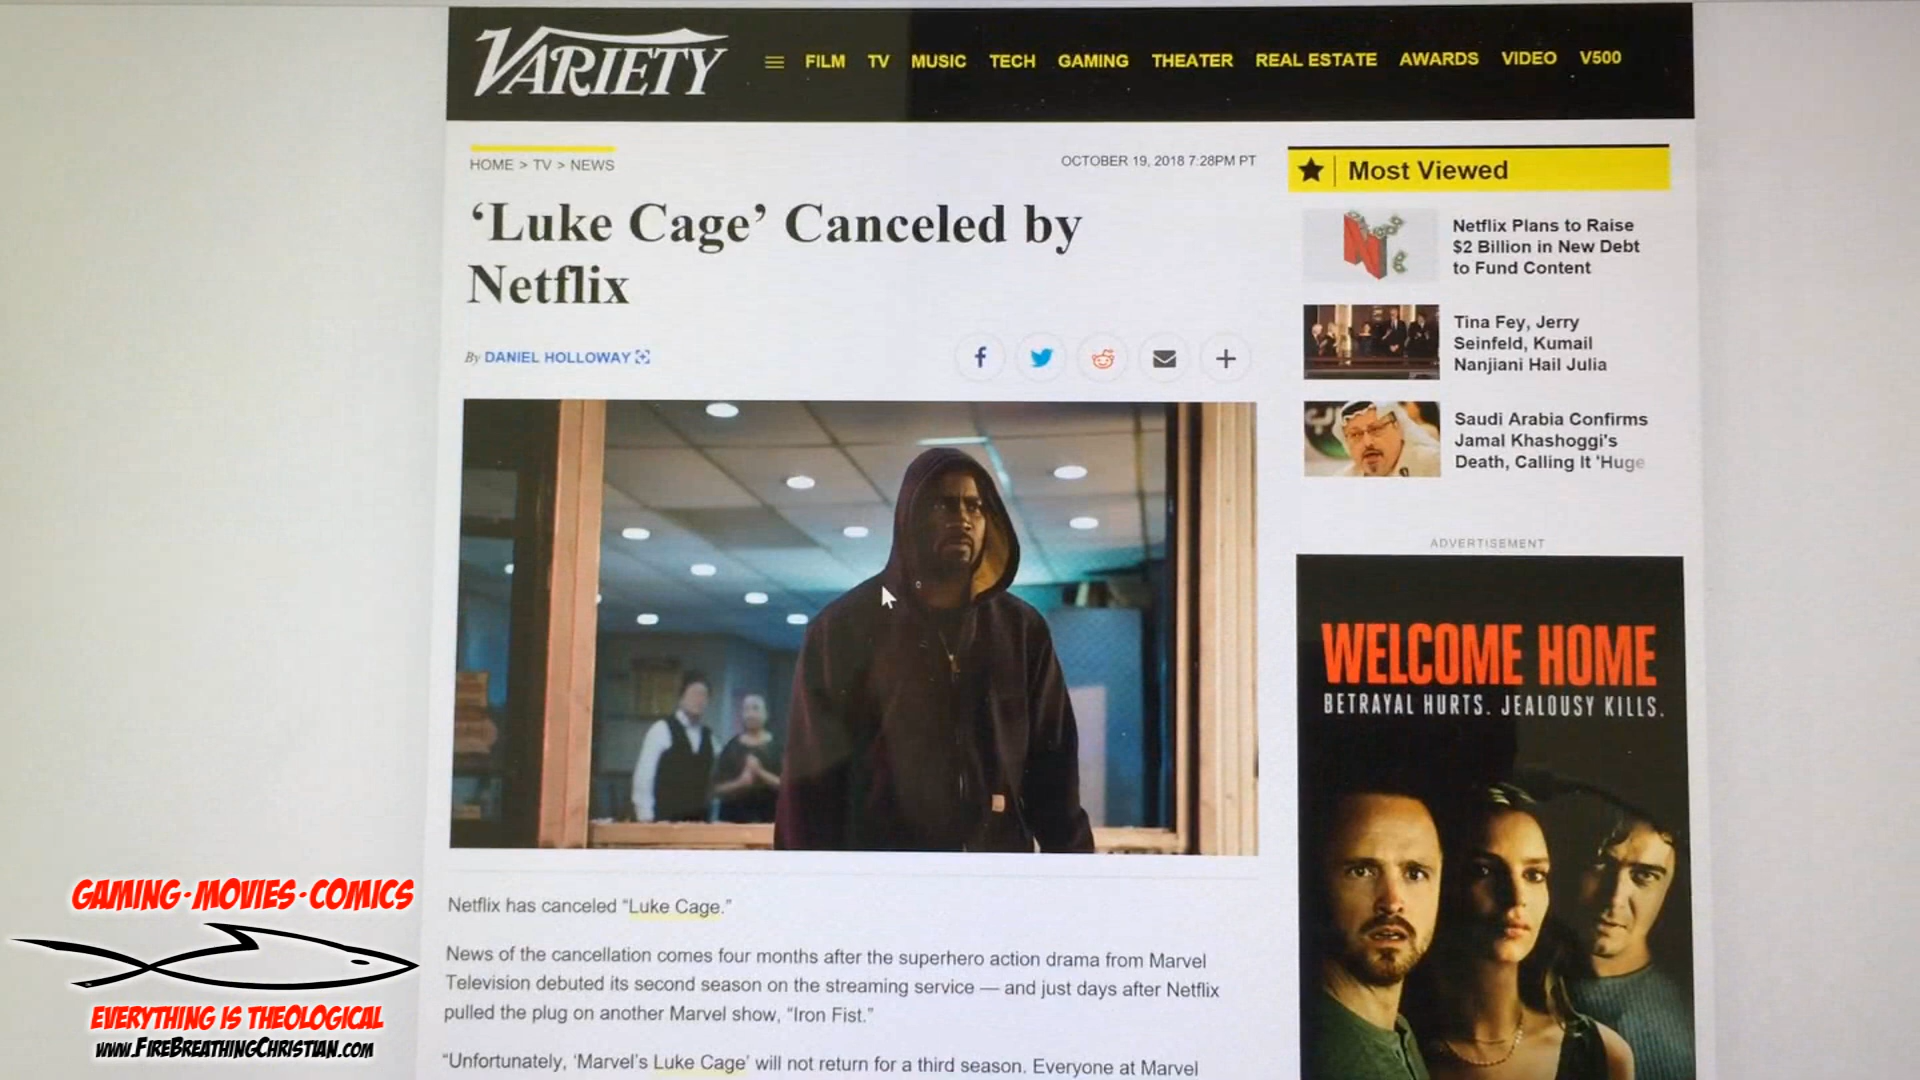 VARIETY
FILM TV MUSIC TECH GAMING THEATER REAL ESTATE AWARDS VIDEO V500
HOME > TV > NEWS
OCTOBER 19, 2018 7:28PM PT
‘Luke Cage’ Canceled by
Netflix
By DANIEL HOLLOWAY
Netflix has canceled “Luke Cage.”
News of the cancellation comes four months after the superhero action drama from Marvel
Television debuted its second season on the streaming service — and just days after Netflix
pulled the plug on another Marvel show, “Iron Fist.”
“Unfortunately, ‘Marvel’s Luke Cage’ will not return for a third season. Everyone at Marvel
Most Viewed
Netflix Plans to Raise
$2 Billion in New Debt
to Fund Content
Tina Fey, Jerry
Seinfeld, Kumail
Nanjiani Hail Julia
Saudi Arabia Confirms
Jamal Khashoggi's
Death, Calling It 'Huge
ADVERTISEMENT
WELCOME HOME
BETRAYAL HURTS. JEALOUSY KILLS.
GAMING·MOVIES·COMICS
EVERYTHING IS THEOLOGICAL
www.FireBreathingChristian.com